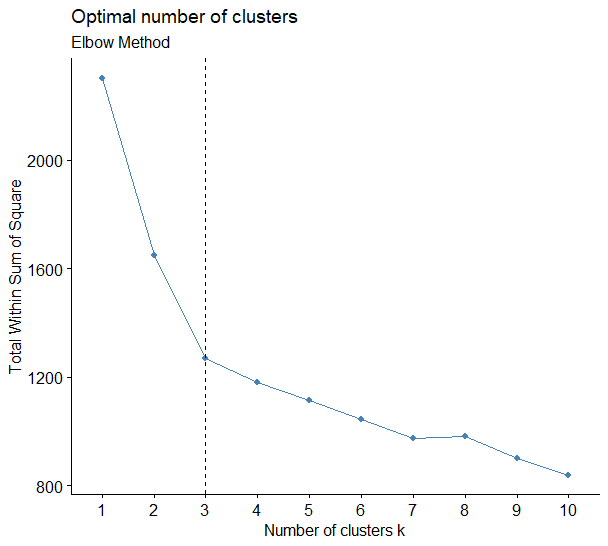 Optimal number of clusters
Elbow Method
Total Within Sum of Square
2000
1600
1200
800
1 2 3 4 5 6 7 8 9 10
Number of clusters k